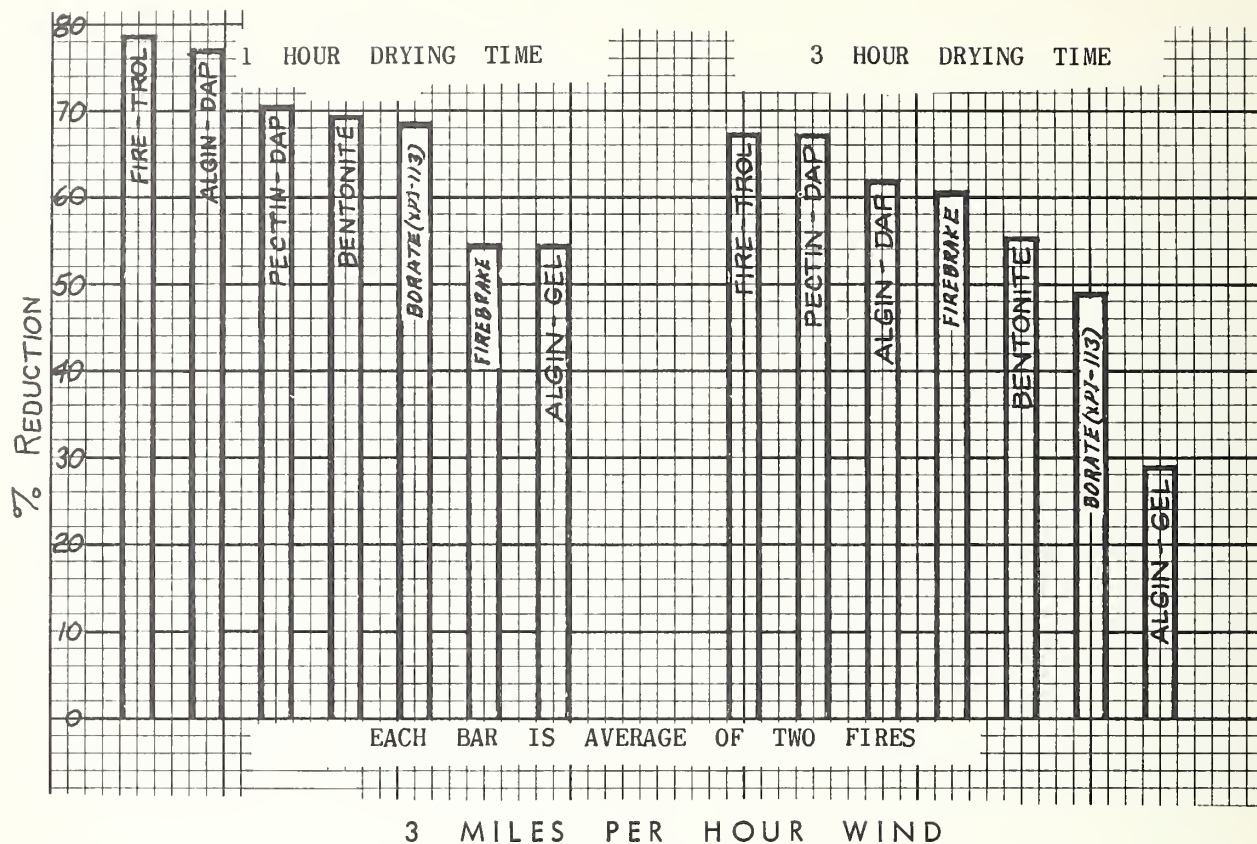 80
70
60
50
40
30
20
10
0
% REDUCTION
1 HOUR DRYING TIME
FIRE-TROL
ALGIN-DAP
PECTIN-DAP
BENTONITE
BORATE(XPI-113)
FIREBRAKE
ALGIN-GEL
3 HOUR DRYING TIME
FIRE-TROL
PECTIN-DAP
ALGIN-DAP
FIREBRAKE
BENTONITE
BORATE(XPI-113)
ALGIN-GEL
EACH BAR IS AVERAGE OF TWO FIRES
3 MILES PER HOUR WIND